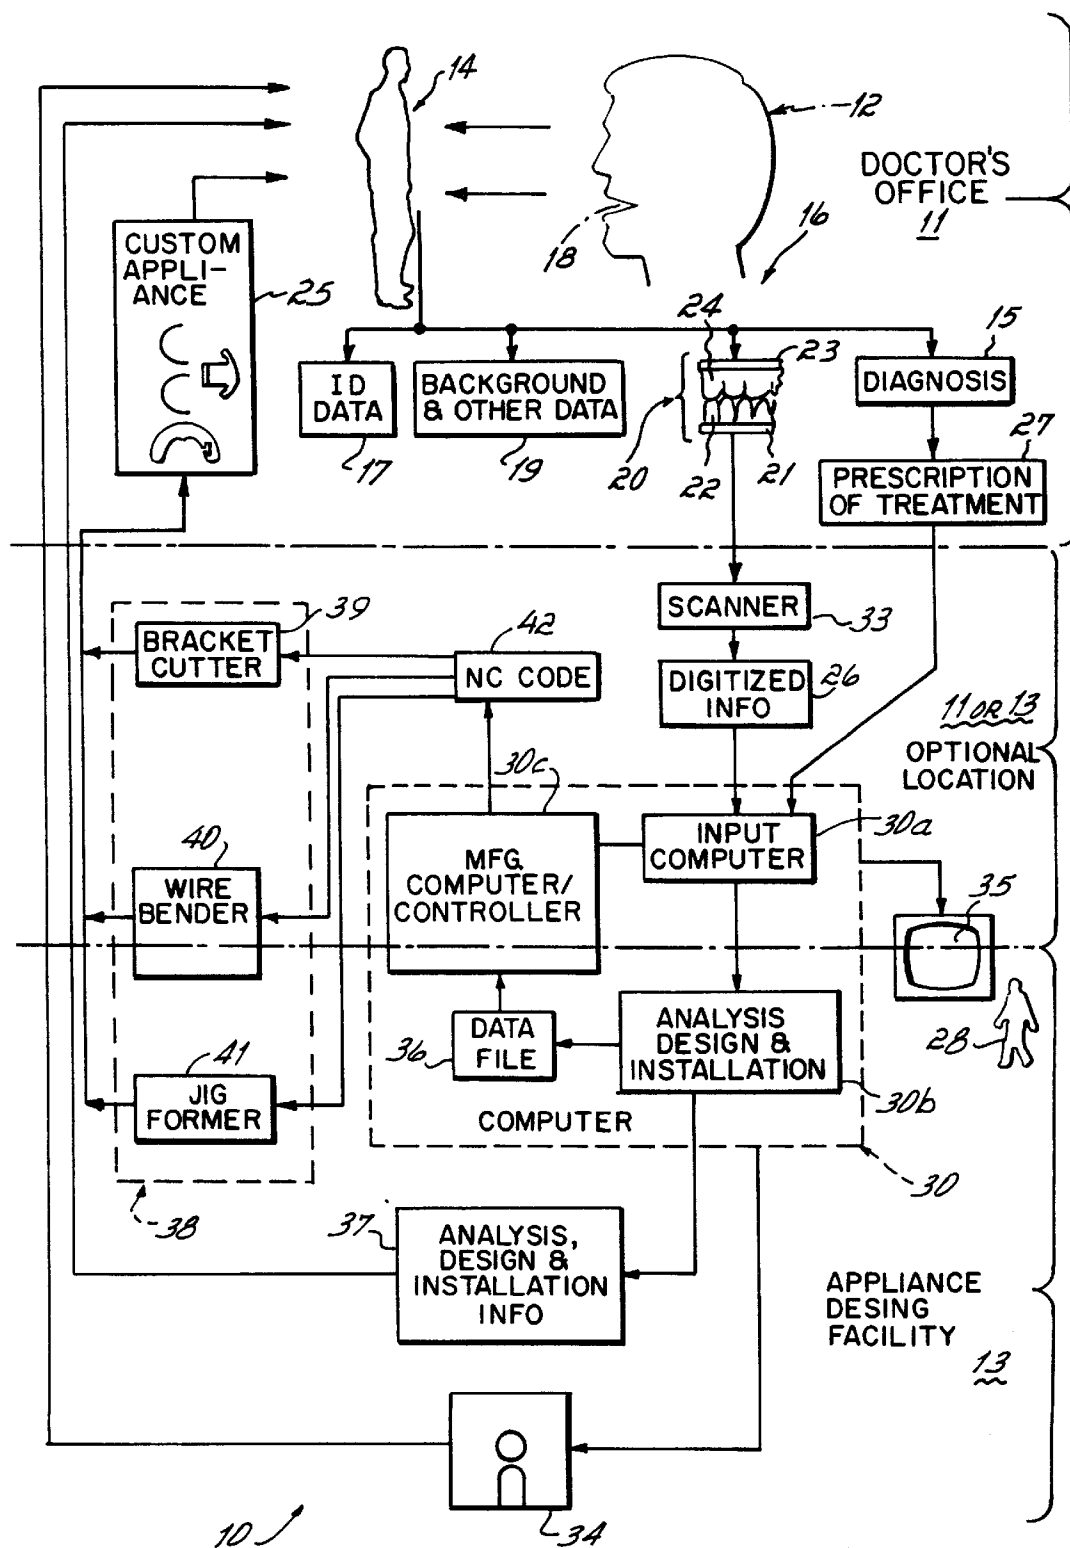 14
12
DOCTOR'S
OFFICE
11
18
16
CUSTOM
APPLI-
ANCE
25
24
23
15
ID
DATA
BACKGROUND
& OTHER DATA
DIAGNOSIS
17
19
20
22
21
27
PRESCRIPTION
OF TREATMENT
SCANNER
33
39
BRACKET
CUTTER
42
NC CODE
DIGITIZED
INFO
26
11 OR 13
OPTIONAL
LOCATION
30c
30a
INPUT
COMPUTER
MFG.
COMPUTER/
CONTROLLER
40
WIRE
BENDER
35
28
ANALYSIS
DESIGN &
INSTALLATION
30b
DATA
FILE
36
41
JIG
FORMER
COMPUTER
30
38
37
ANALYSIS,
DESIGN &
INSTALLATION
INFO
APPLIANCE
DESING
FACILITY
13
10
34